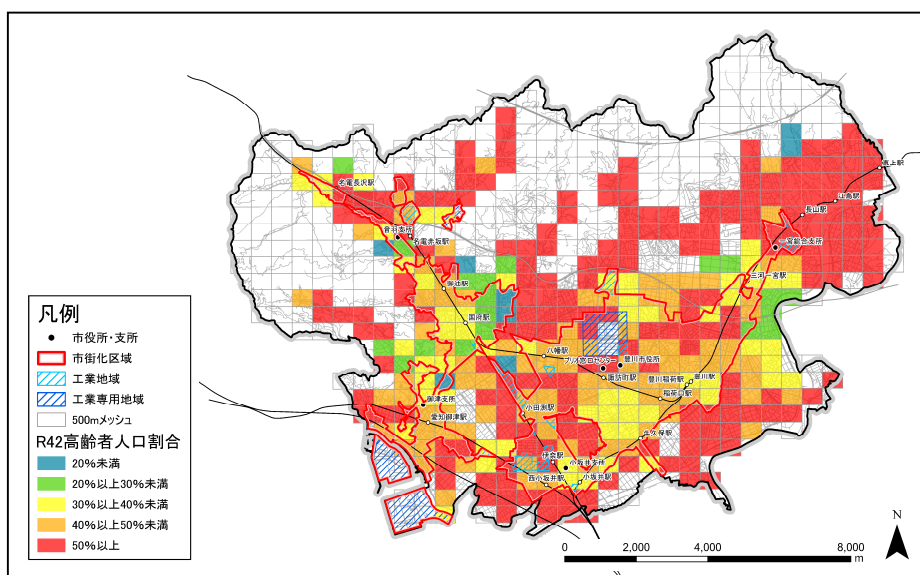 凡例
市役所・支所
市街化区域
工業地域
工業専用地域
500mメッシュ
R42高齢者人口割合
20%未満
20%以上30%未満
30%以上40%未満
40%以上50%未満
50%以上
名電長沢駅
音羽支所
名電赤坂駅
御油駅
国府駅
八幡駅
プリオ窓口センター
豊川市役所
諏訪町駅
豊川稲荷駅
豊川駅
稲荷口駅
牛久保駅
小田渕駅
御津支所
愛知御津駅
伊奈駅
小坂井支所
西小坂井駅
小坂井駅
三河一宮駅
一宮総合支所
長山駅
江島駅
東上駅
N
0 2,000 4,000 8,000
m